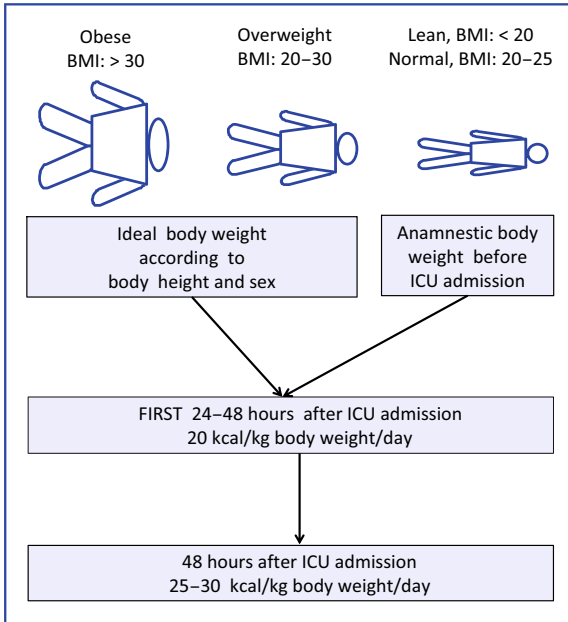 Obese
BMI: > 30
Overweight
BMI: 20–30
Lean, BMI: < 20
Normal, BMI: 20–25
Ideal body weight
according to
body height and sex
Anamnestic body
weight before
ICU admission
FIRST 24–48 hours after ICU admission
20 kcal/kg body weight/day
48 hours after ICU admission
25–30 kcal/kg body weight/day